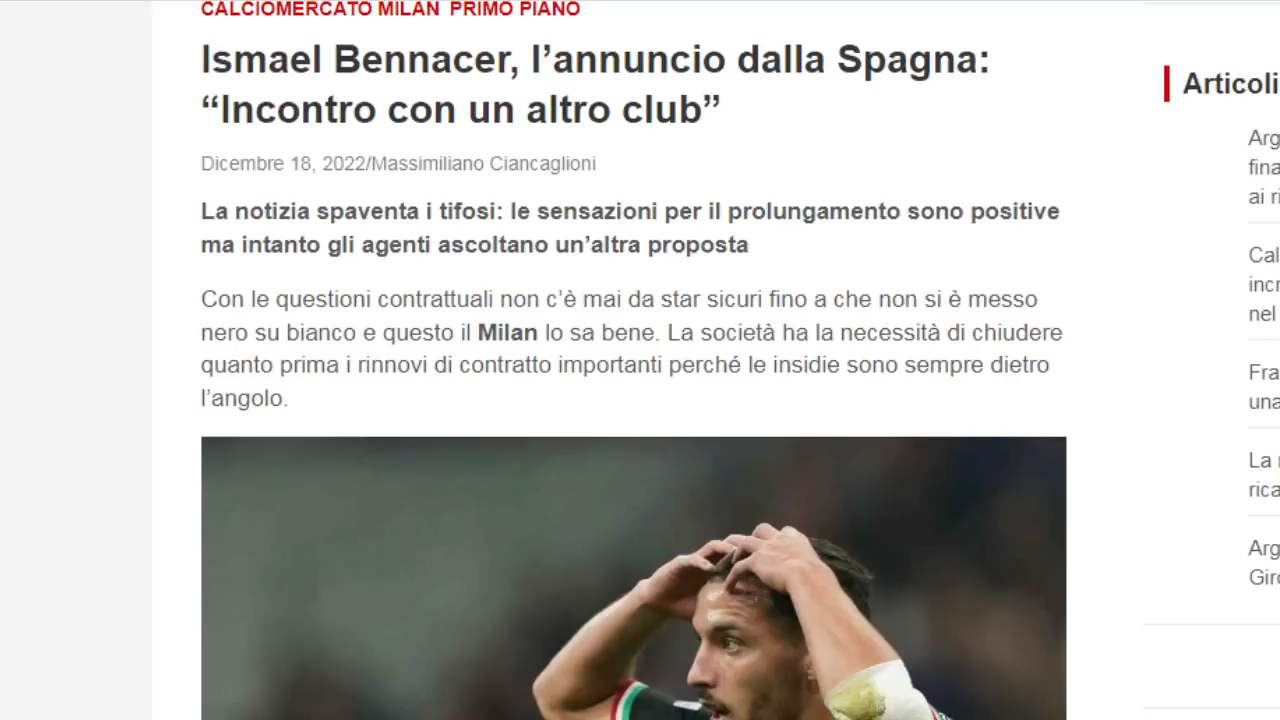 CALCIOMERCATO MILAN PRIMO PIANO
Ismael Bennacer, l’annuncio dalla Spagna:
“Incontro con un altro club”
Dicembre 18, 2022/Massimiliano Ciancaglioni
La notizia spaventa i tifosi: le sensazioni per il prolungamento sono positive
ma intanto gli agenti ascoltano un’altra proposta
Con le questioni contrattuali non c’è mai da star sicuri fino a che non si è messo
nero su bianco e questo il Milan lo sa bene. La società ha la necessità di chiudere
quanto prima i rinnovi di contratto importanti perché le insidie sono sempre dietro
l’angolo.
Articoli
Arg
fina
ai ri
Cal
incr
nel
Fra
una
La
rica
Arg
Giro